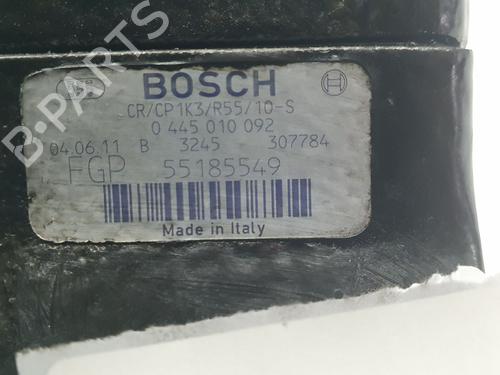 BOSCH
CR/CP1K3/R55/10-S
0 445 010 092
04.06.11 B 3245 307784
FGP 55185549
Made in Italy
B-PARTS